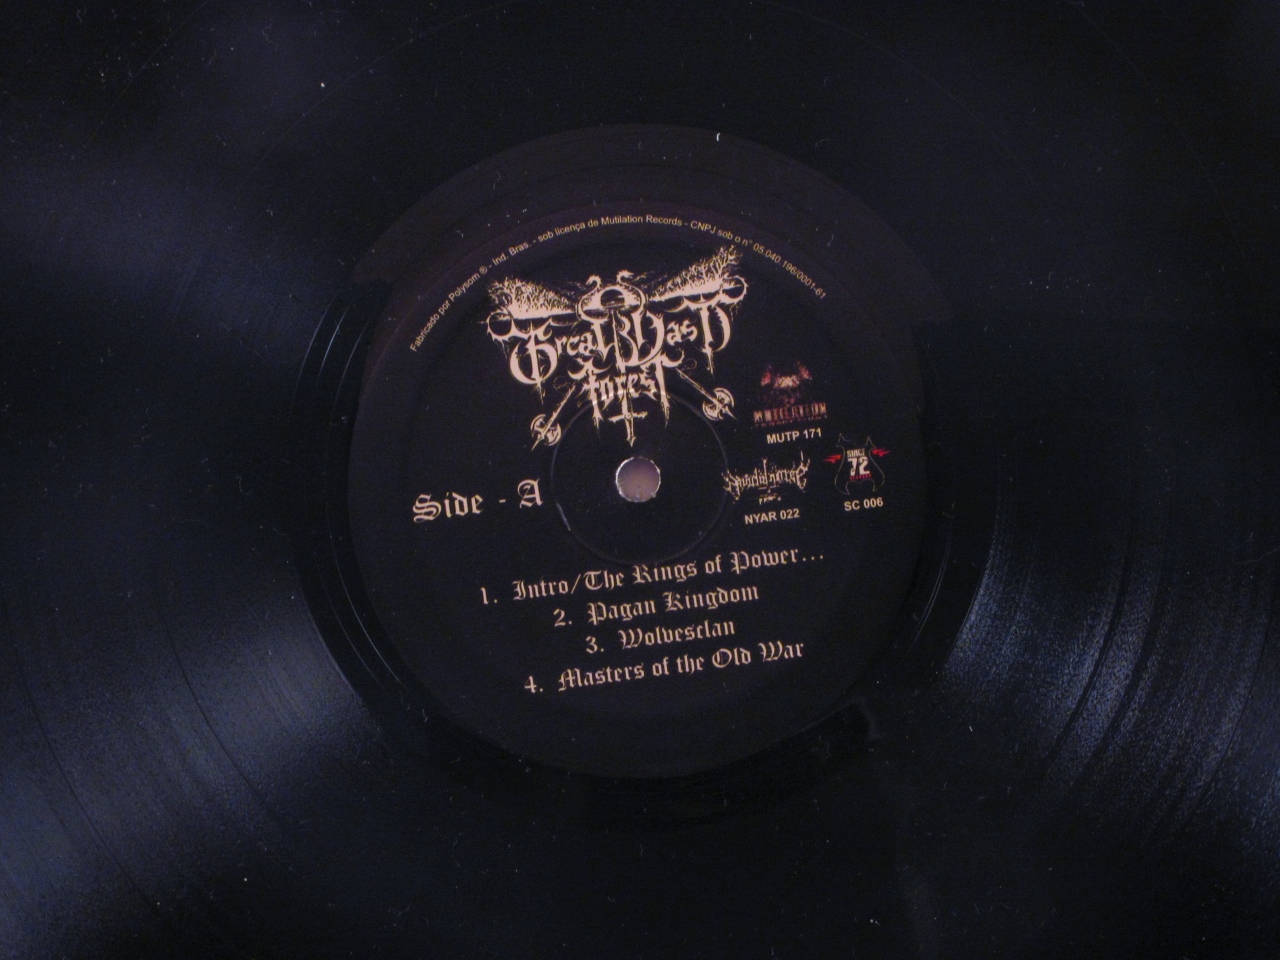 Fabricado por Polysom ® - Ind. Bras. - sob licença de Mutilation Records - CNPJ sob o n° 05.040.196/0001-61
Great Vast
forest
MUTP 171
SINCE
72
NYAR 022
SC 006
Side - A
1. Intro/The Rings of Power...
2. Pagan Kingdom
3. Wolvesclan
4. Masters of the Old War